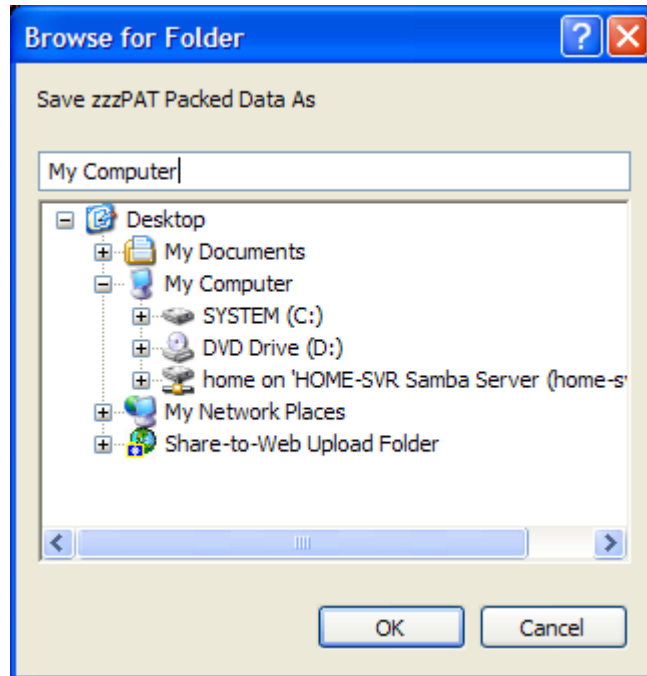 Browse for Folder
Save zzzPAT Packed Data As
My Computer
Desktop
My Documents
My Computer
SYSTEM (C:)
DVD Drive (D:)
home on 'HOME-SVR Samba Server (home-s
My Network Places
Share-to-Web Upload Folder
OK Cancel